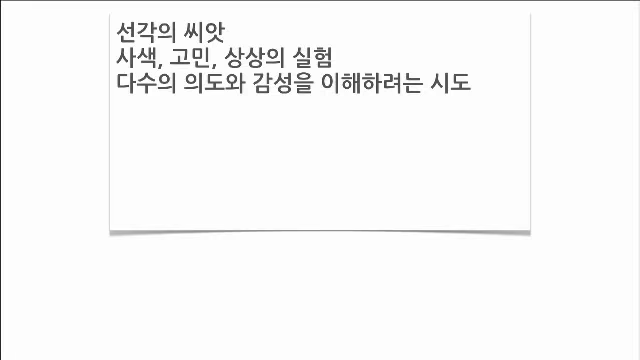 선각의 씨앗
사색, 고민, 상상의 실험
다수의 의도와 감성을 이해하려는 시도